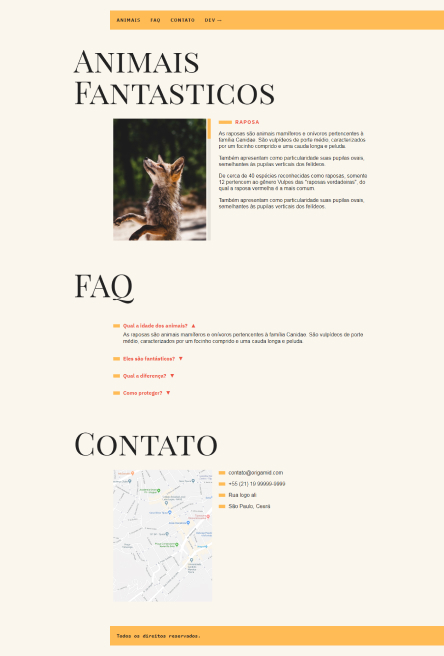 ANIMAIS FAQ CONTATO DEV →
ANIMAIS
FANTASTICOS
RAPOSA
As raposas são animais mamíferos e onívoros pertencentes à
família Canidae. São vulpídeos de porte médio, caracterizados
por um focinho comprido e uma cauda longa e peluda.
Também apresentam como particularidade suas pupilas ovais,
semelhantes às pupilas verticais dos felídeos.
De cerca de 40 espécies reconhecidas como raposas, somente
12 pertencem ao gênero Vulpes das "raposas verdadeiras", do
qual a raposa vermelha é a mais comum.
Também apresentam como particularidade suas pupilas ovais,
semelhantes às pupilas verticais dos felídeos.
FAQ
Qual a idade dos animais? ▲
As raposas são animais mamíferos e onívoros pertencentes à família Canidae. São vulpídeos de porte
médio, caracterizados por um focinho comprido e uma cauda longa e peluda.
Eles são fantásticos? ▼
Qual a diferença? ▼
Como proteger? ▼
CONTATO
contato@origamid.com
+55 (21) 19 99999-9999
Rua logo ali
São Paulo, Ceará
Todos os direitos reservados.